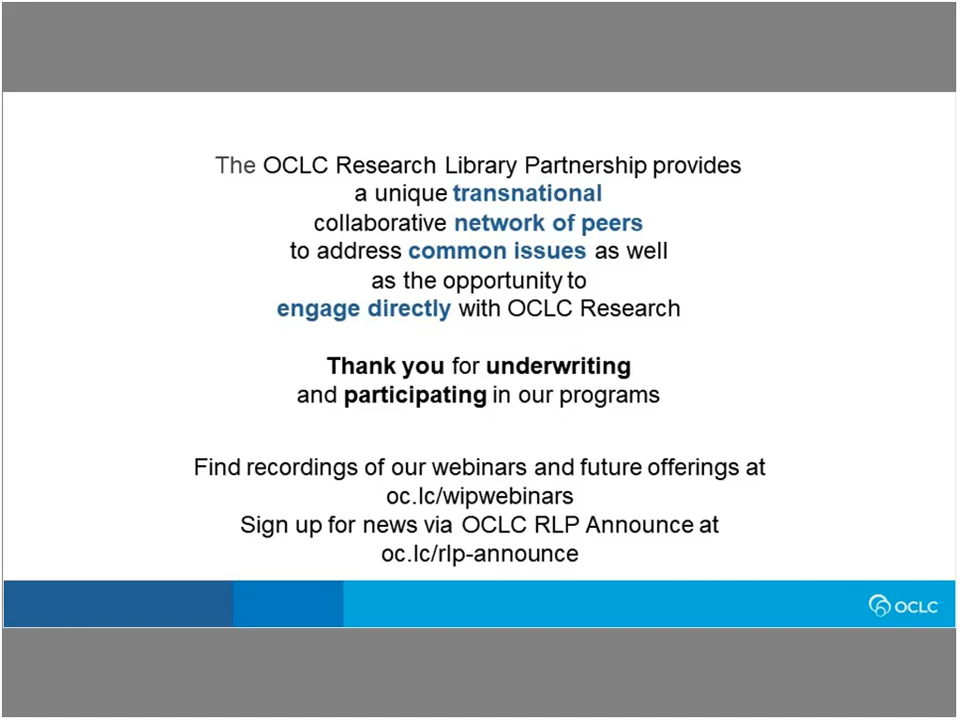 The OCLC Research Library Partnership provides
a unique transnational
collaborative network of peers
to address common issues as well
as the opportunity to
engage directly with OCLC Research
Thank you for underwriting
and participating in our programs
Find recordings of our webinars and future offerings at
oc.lc/wipwebinars
Sign up for news via OCLC RLP Announce at
oc.lc/rlp-announce
OCLC